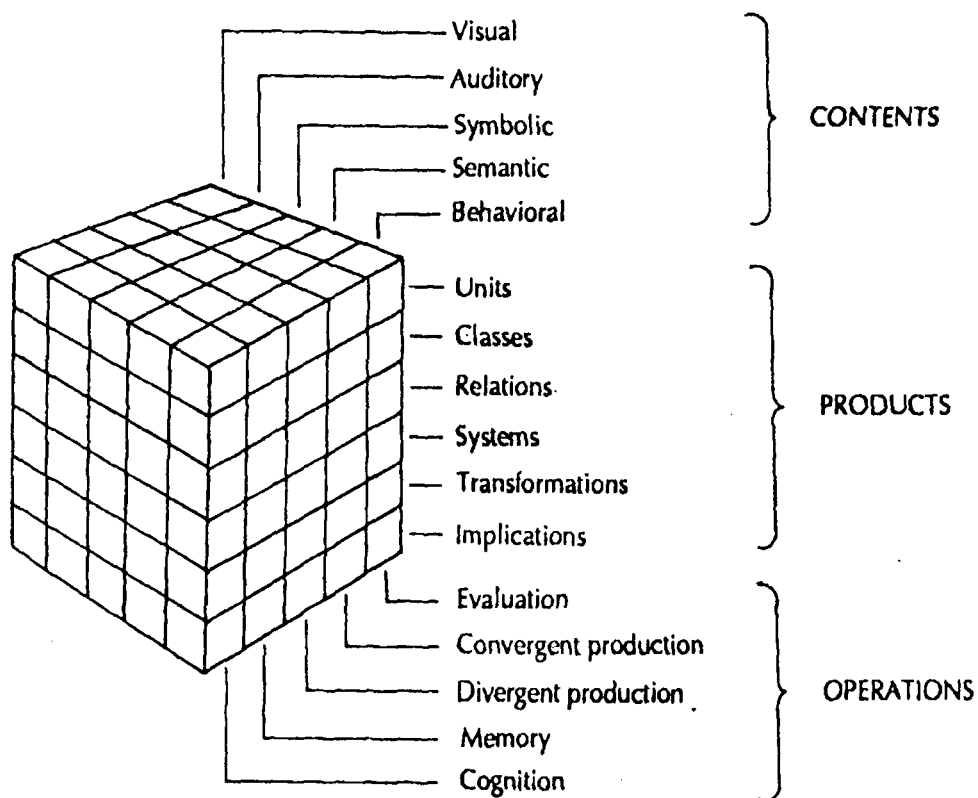 Visual
Auditory
Symbolic
Semantic
Behavioral
CONTENTS
Units
Classes
Relations
Systems
Transformations
Implications
PRODUCTS
Evaluation
Convergent production
Divergent production
Memory
Cognition
OPERATIONS